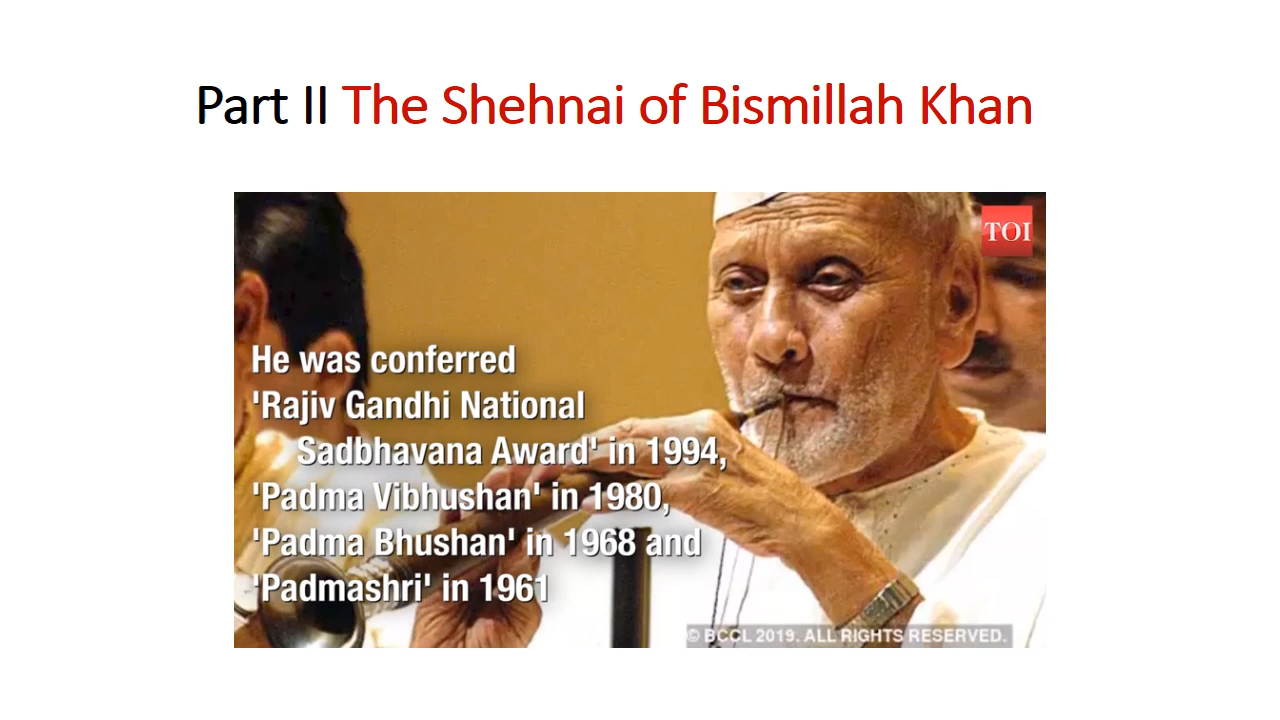 Part II The Shehnai of Bismillah Khan
TOI
He was conferred
'Rajiv Gandhi National
Sadbhavana Award' in 1994,
'Padma Vibhushan' in 1980,
'Padma Bhushan' in 1968 and
'Padmashri' in 1961
© BCCL 2019. ALL RIGHTS RESERVED.